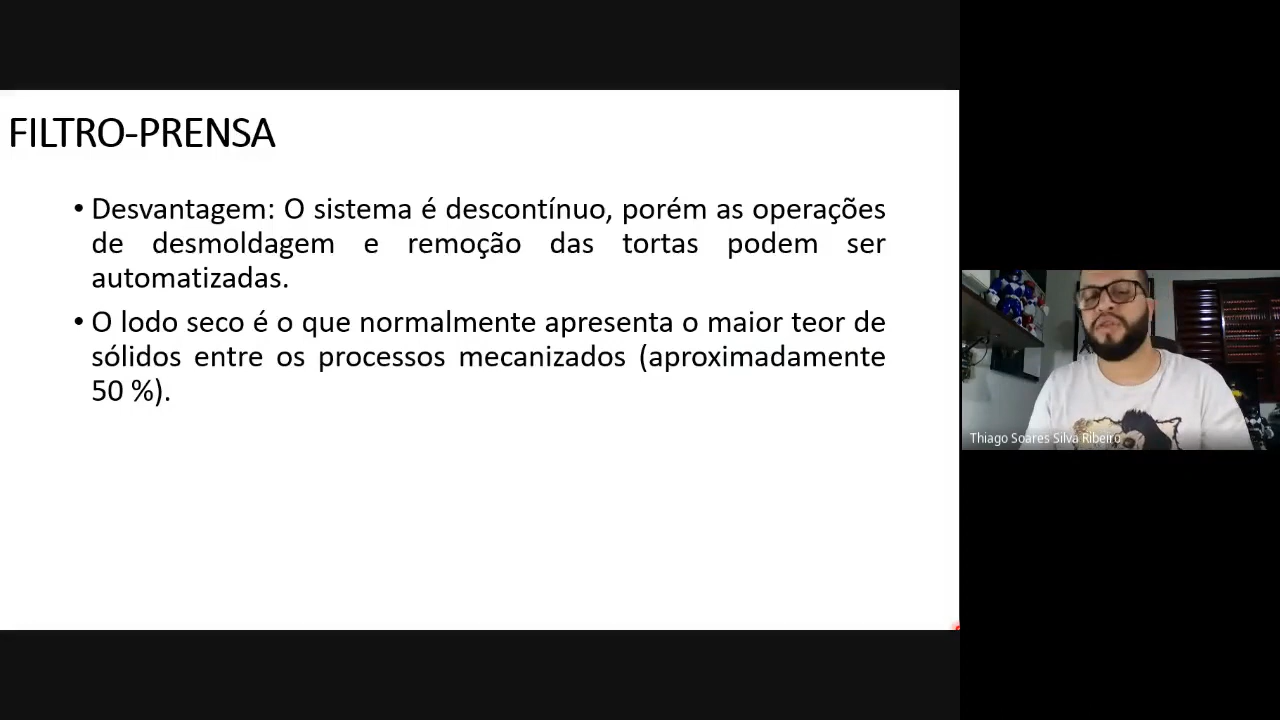 FILTRO-PRENSA
• Desvantagem: O sistema é descontínuo, porém as operações
de desmoldagem e remoção das tortas podem ser
automatizadas.
• O lodo seco é o que normalmente apresenta o maior teor de
sólidos entre os processos mecanizados (aproximadamente
50 %).
Thiago Soares Silva Ribeiro